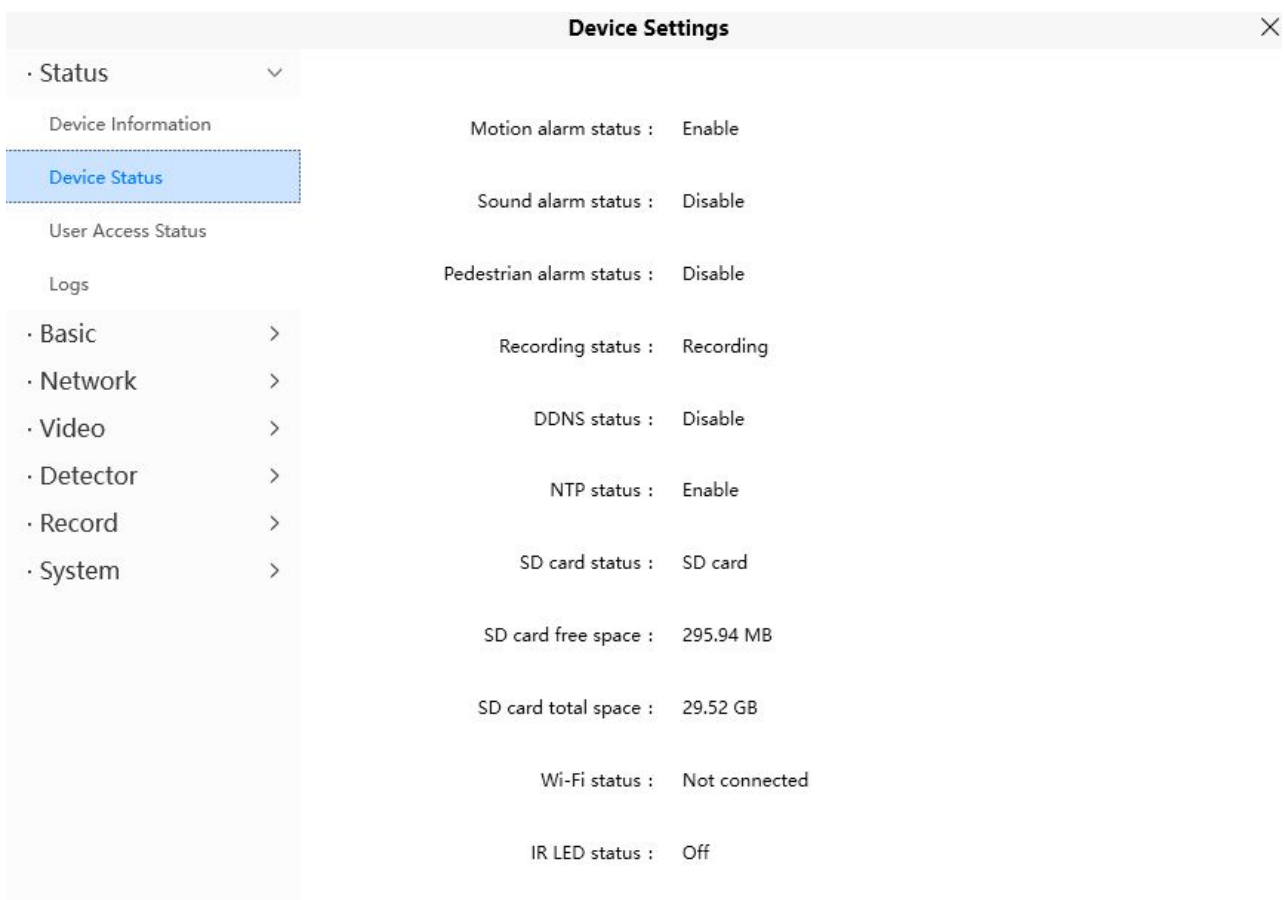 Device Settings
· Status
Device Information
Device Status
User Access Status
Logs
· Basic
· Network
· Video
· Detector
· Record
· System
Motion alarm status : Enable
Sound alarm status : Disable
Pedestrian alarm status : Disable
Recording status : Recording
DDNS status : Disable
NTP status : Enable
SD card status : SD card
SD card free space : 295.94 MB
SD card total space : 29.52 GB
Wi-Fi status : Not connected
IR LED status : Off